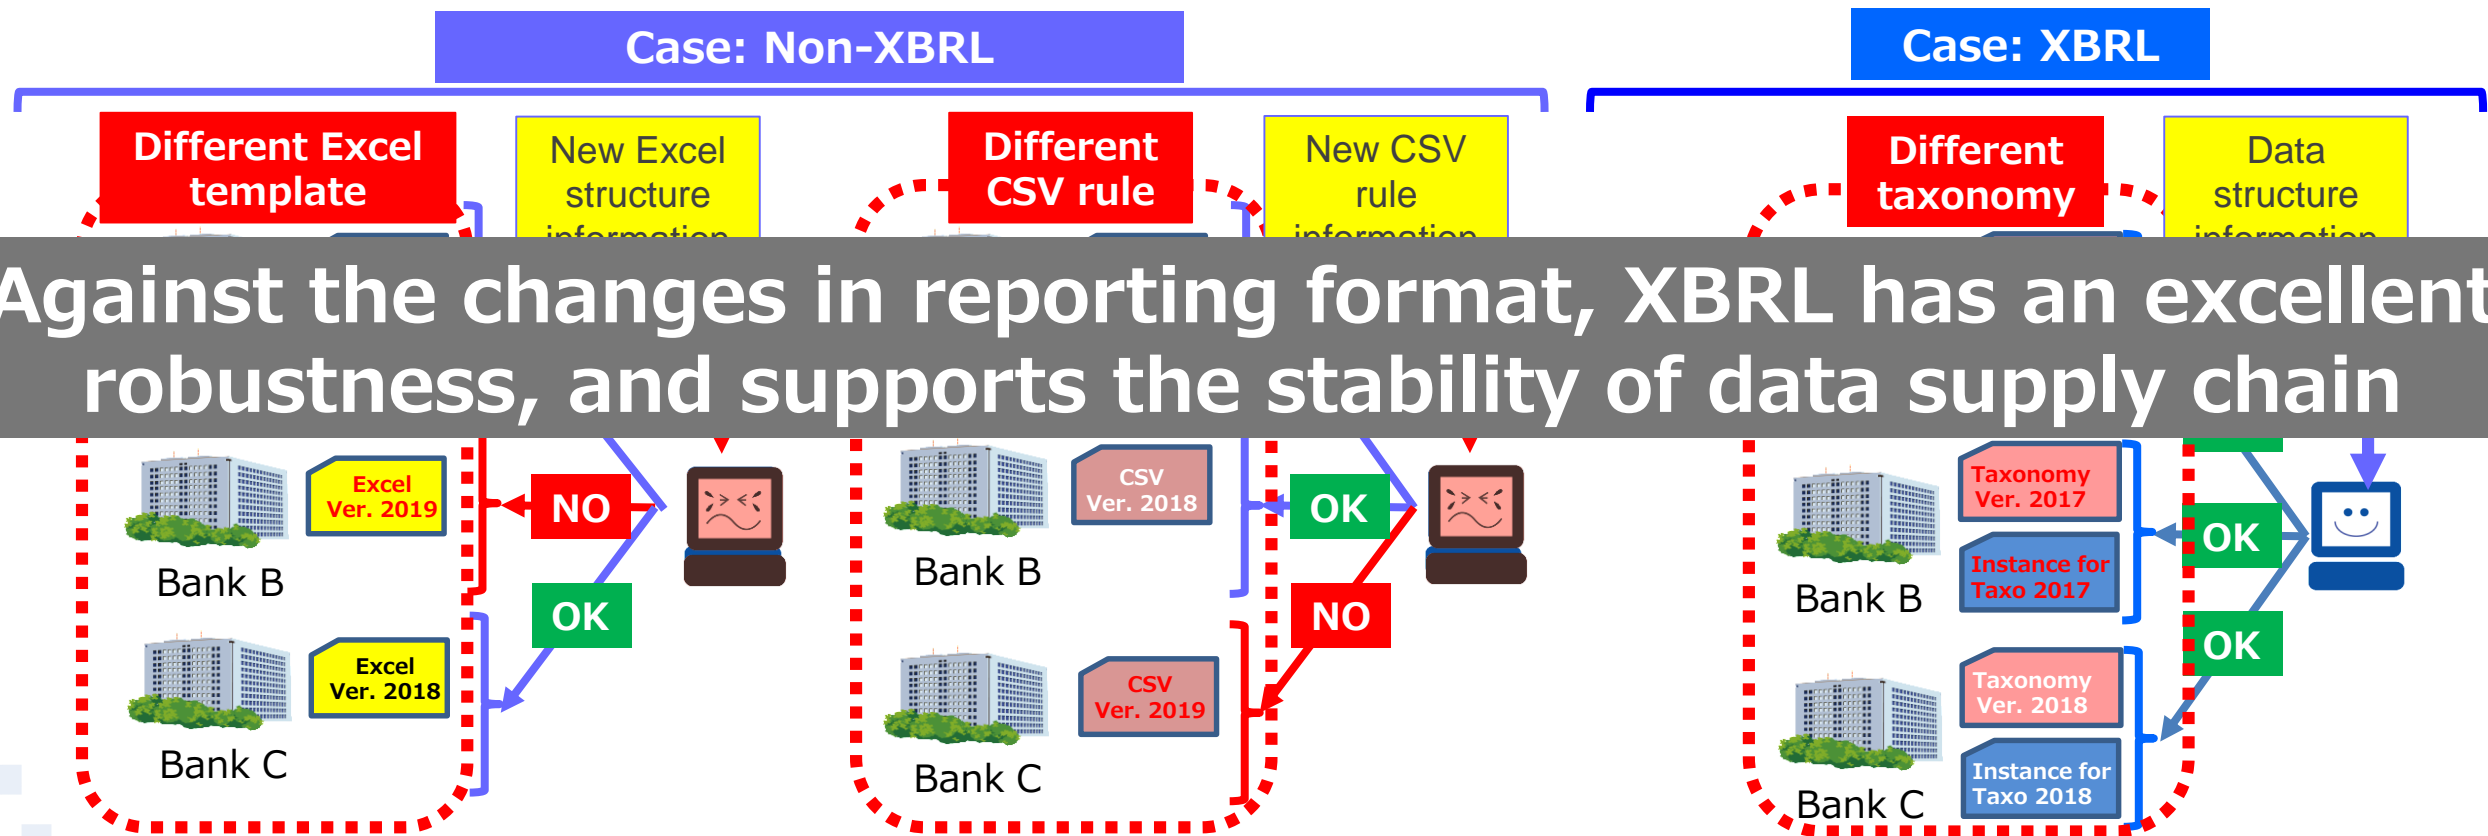 Case: Non-XBRL
Case: XBRL
Different Excel
template
New Excel
structure
information
Different
CSV rule
New CSV
rule
information
Different
taxonomy
Data
structure
information
Against the changes in reporting format, XBRL has an excellent
robustness, and supports the stability of data supply chain
Excel
Ver. 2019
NO
Bank B
OK
Excel
Ver. 2018
Bank C
CSV
Ver. 2018
OK
Bank B
NO
CSV
Ver. 2019
Bank C
Taxonomy
Ver. 2017
Instance for
Taxo 2017
OK
Bank B
OK
Taxonomy
Ver. 2018
Instance for
Taxo 2018
Bank C